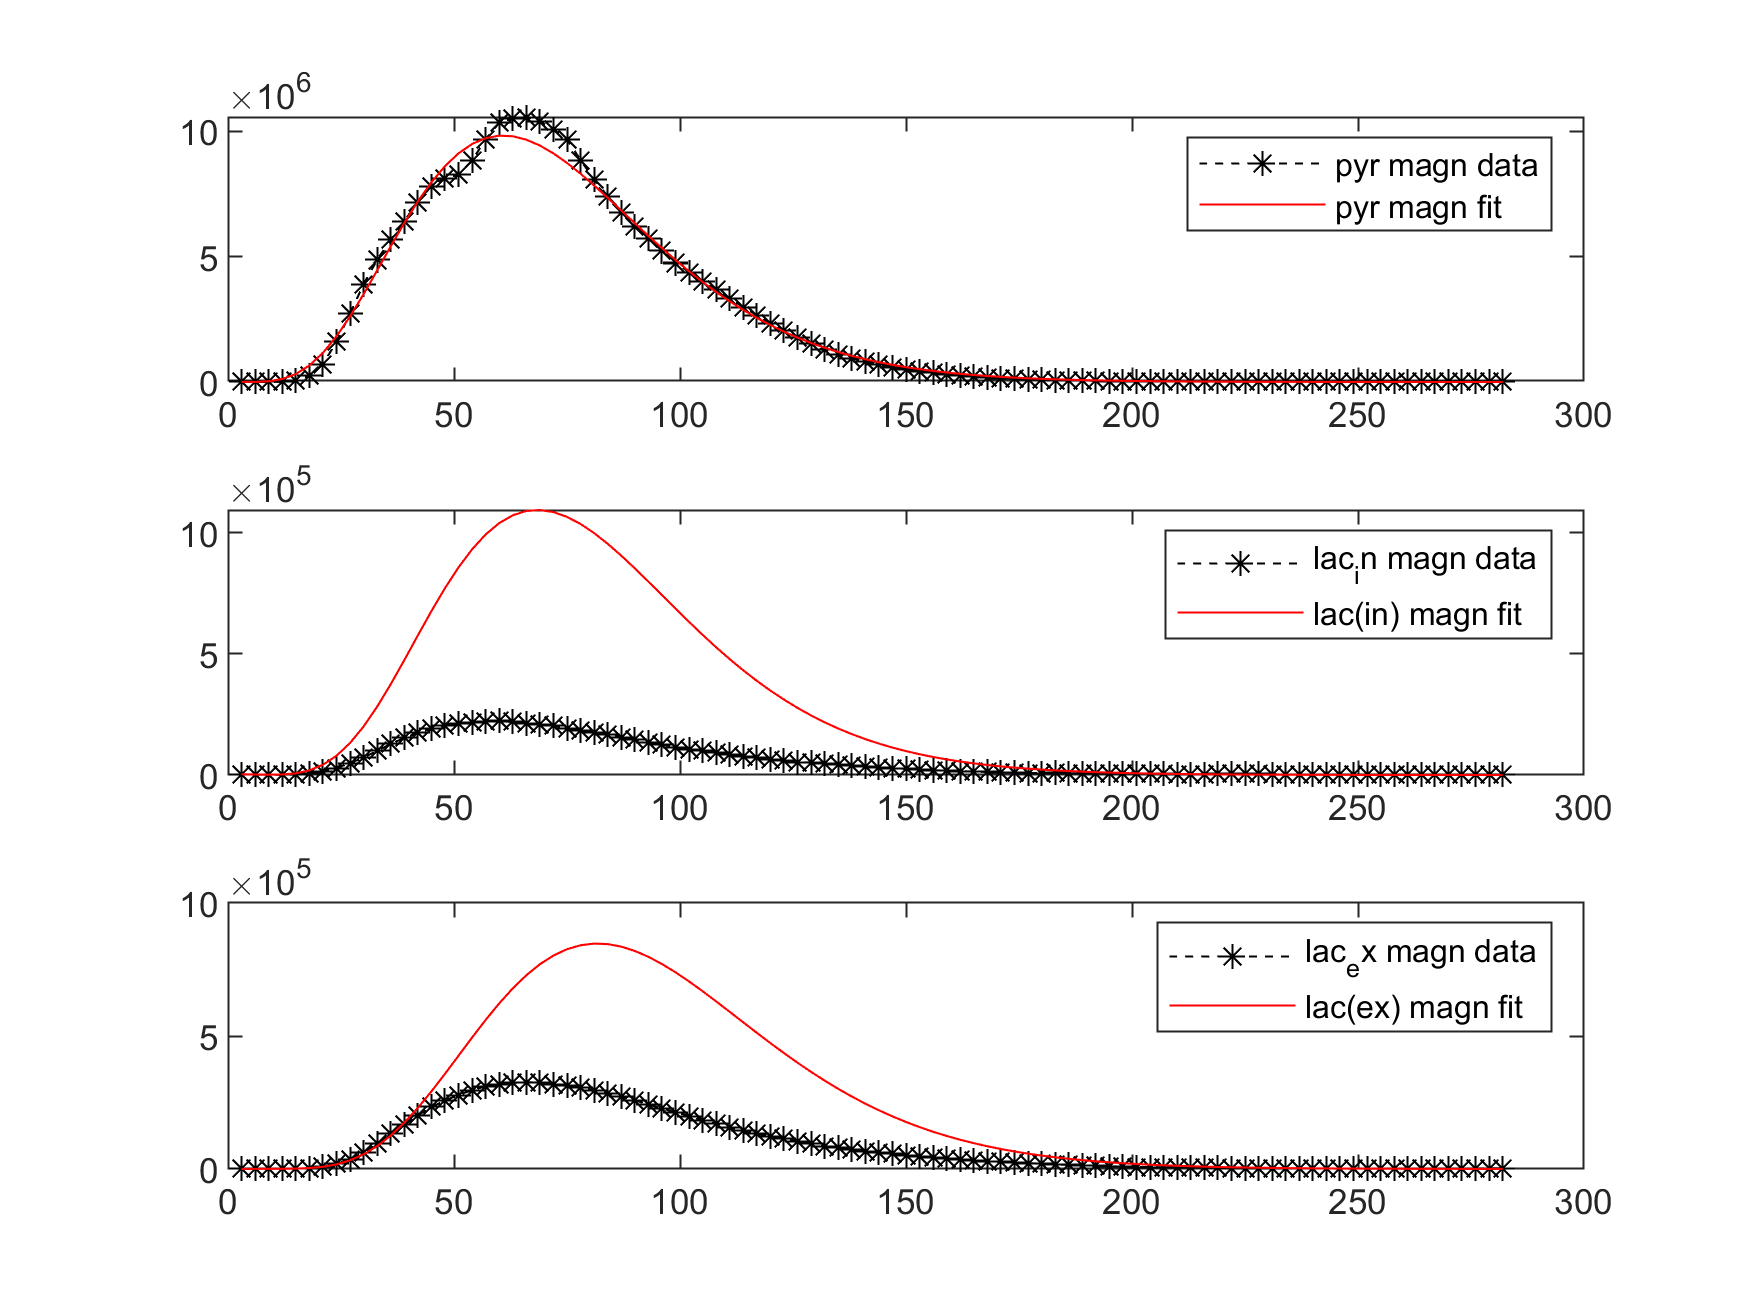 ×10^6
10
5
0
0 50 100 150 200 250 300
pyr magn data
pyr magn fit
×10^5
10
5
0
0 50 100 150 200 250 300
lac_in magn data
lac(in) magn fit
×10^5
10
5
0
0 50 100 150 200 250 300
lac_ex magn data
lac(ex) magn fit